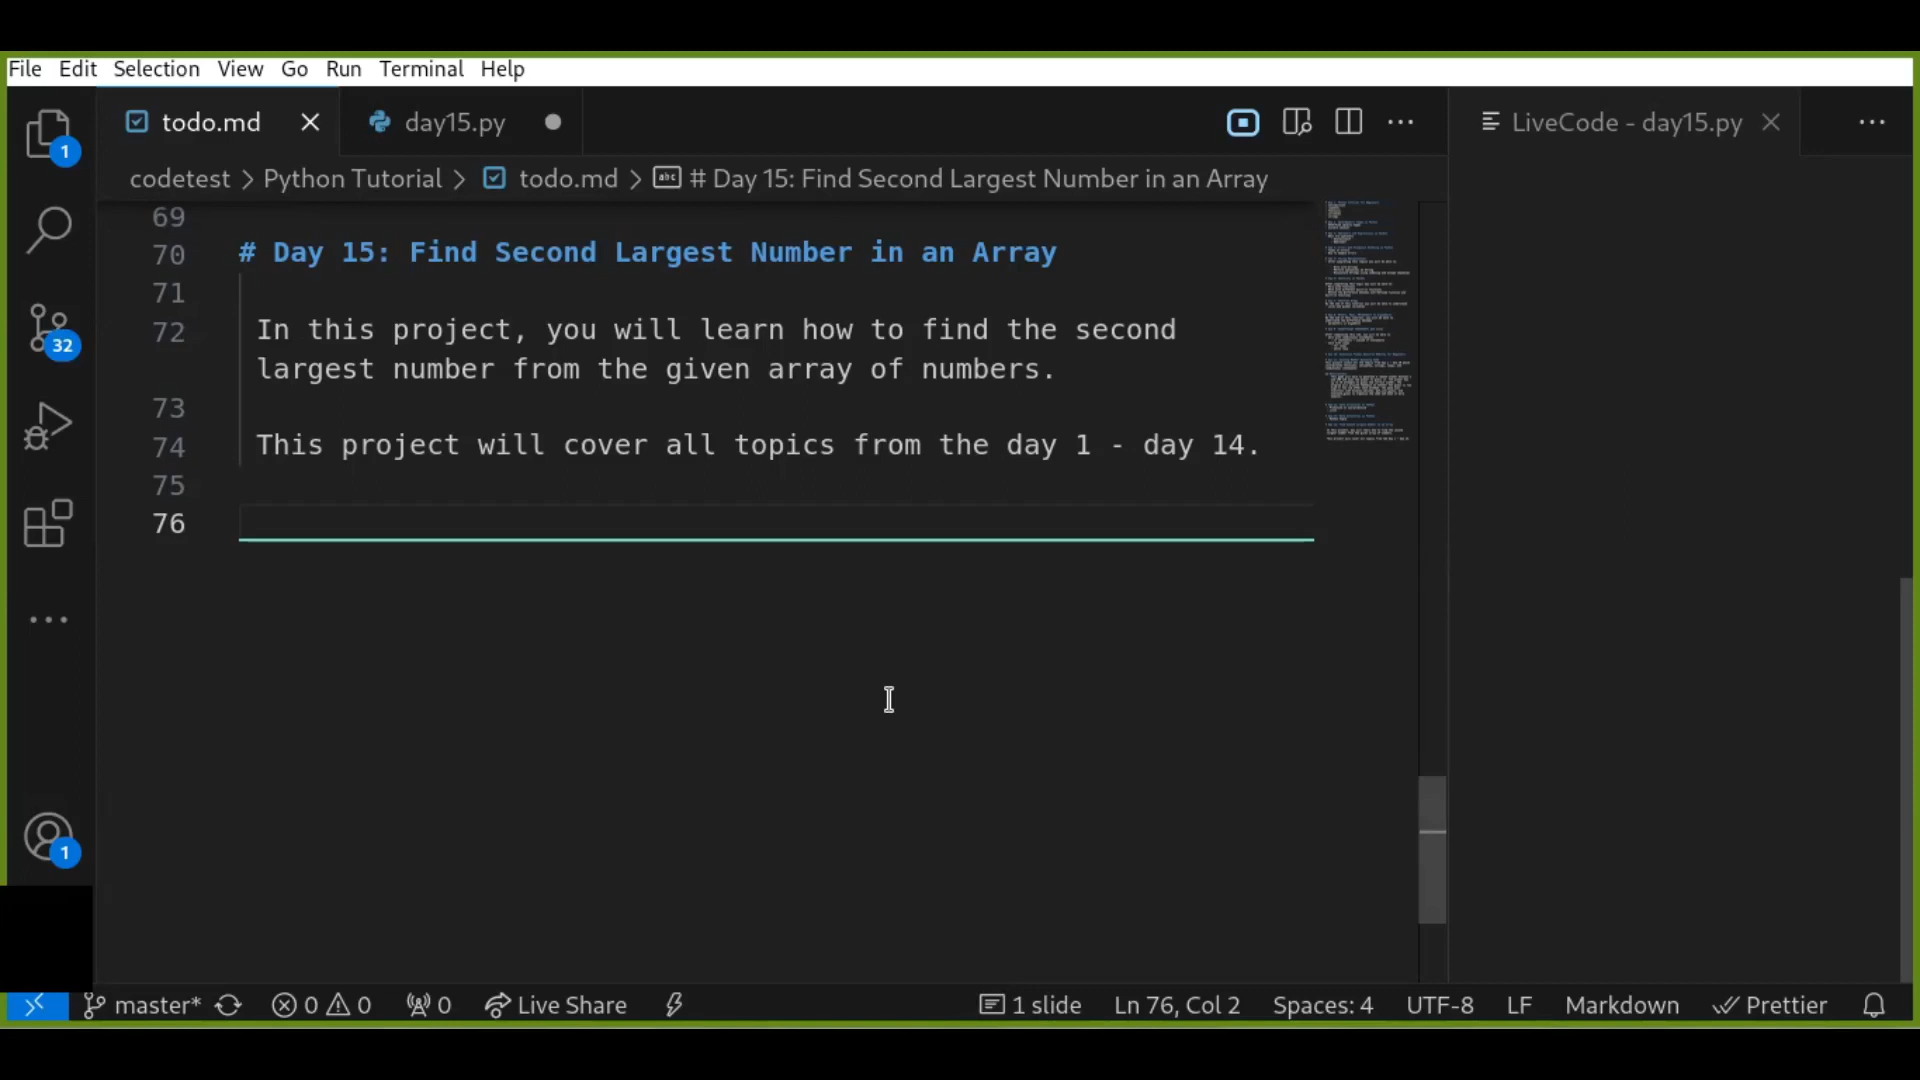 File Edit Selection View Go Run Terminal Help
todo.md day15.py LiveCode - day15.py
codetest > Python Tutorial > todo.md > # Day 15: Find Second Largest Number in an Array
69
70 # Day 15: Find Second Largest Number in an Array
71
72 In this project, you will learn how to find the second
largest number from the given array of numbers.
73
74 This project will cover all topics from the day 1 - day 14.
75
76
1
32
1
master* 0 0 0 Live Share 1 slide Ln 76, Col 2 Spaces: 4 UTF-8 LF Markdown Prettier